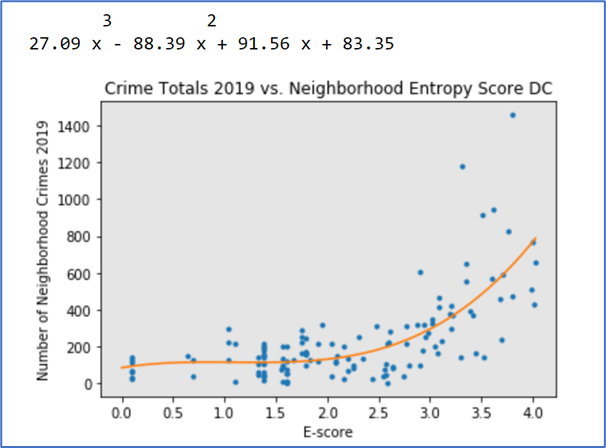 3 2
27.09 x - 88.39 x + 91.56 x + 83.35
Crime Totals 2019 vs. Neighborhood Entropy Score DC
Number of Neighborhood Crimes 2019
1400
1200
1000
800
600
400
200
0
0.0 0.5 1.0 1.5 2.0 2.5 3.0 3.5 4.0
E-score